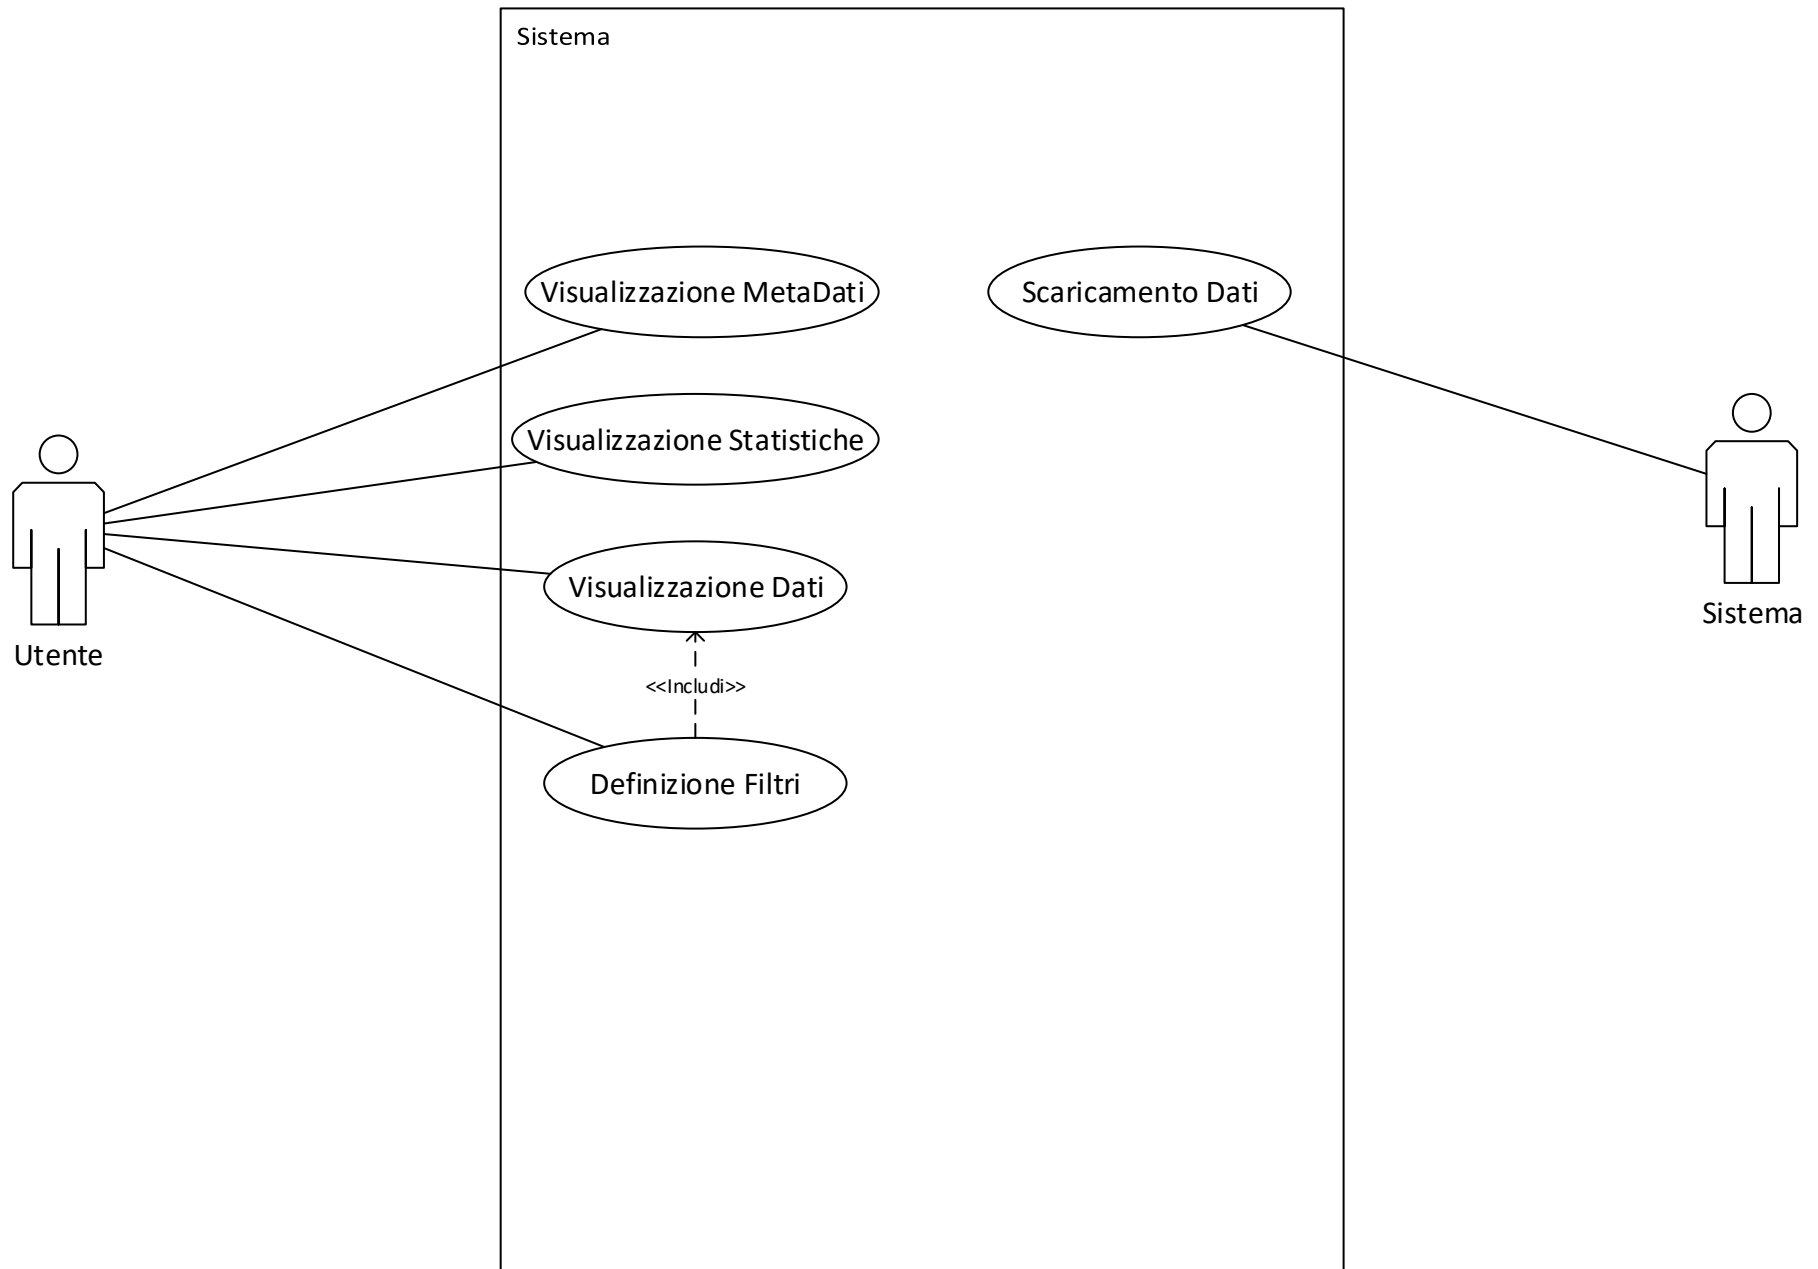 Sistema
Visualizzazione MetaDati
Scaricamento Dati
Visualizzazione Statistiche
Visualizzazione Dati
Sistema
Utente
<<Includi>>
Definizione Filtri